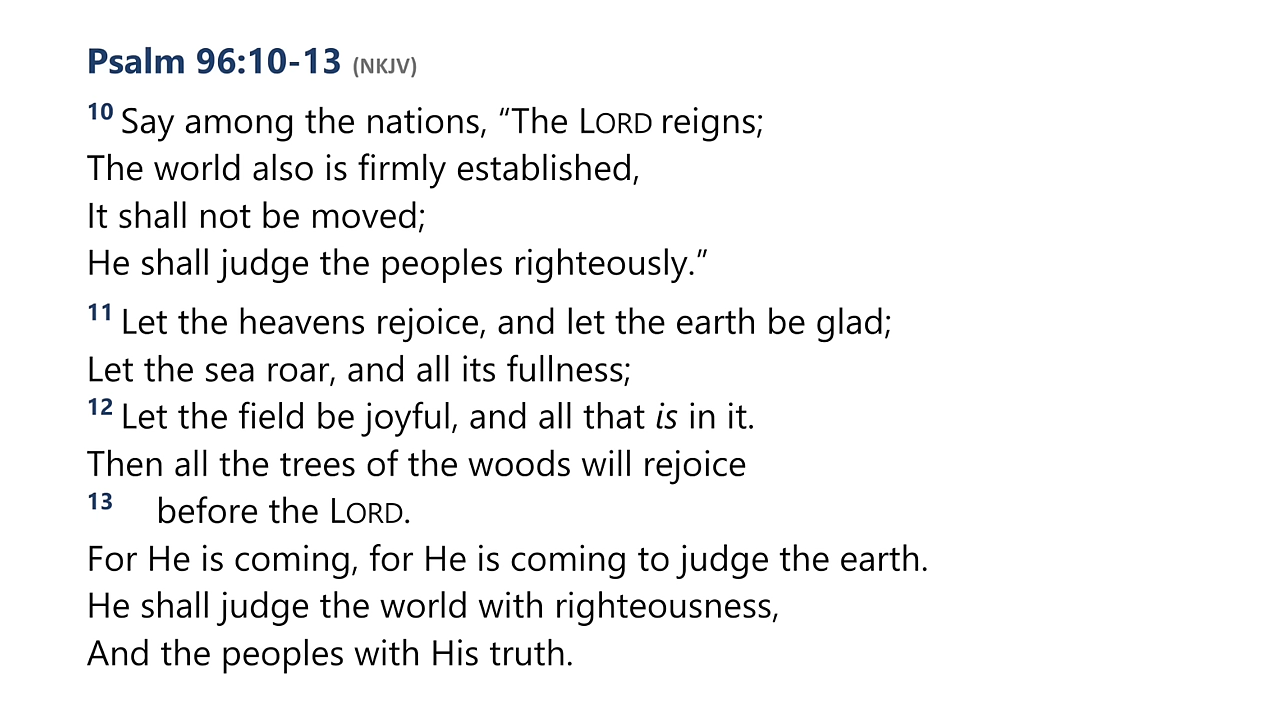 Psalm 96:10-13 (NKJV)
10 Say among the nations, “The LORD reigns;
The world also is firmly established,
It shall not be moved;
He shall judge the peoples righteously.”
11 Let the heavens rejoice, and let the earth be glad;
Let the sea roar, and all its fullness;
12 Let the field be joyful, and all that is in it.
Then all the trees of the woods will rejoice
13 before the LORD.
For He is coming, for He is coming to judge the earth.
He shall judge the world with righteousness,
And the peoples with His truth.